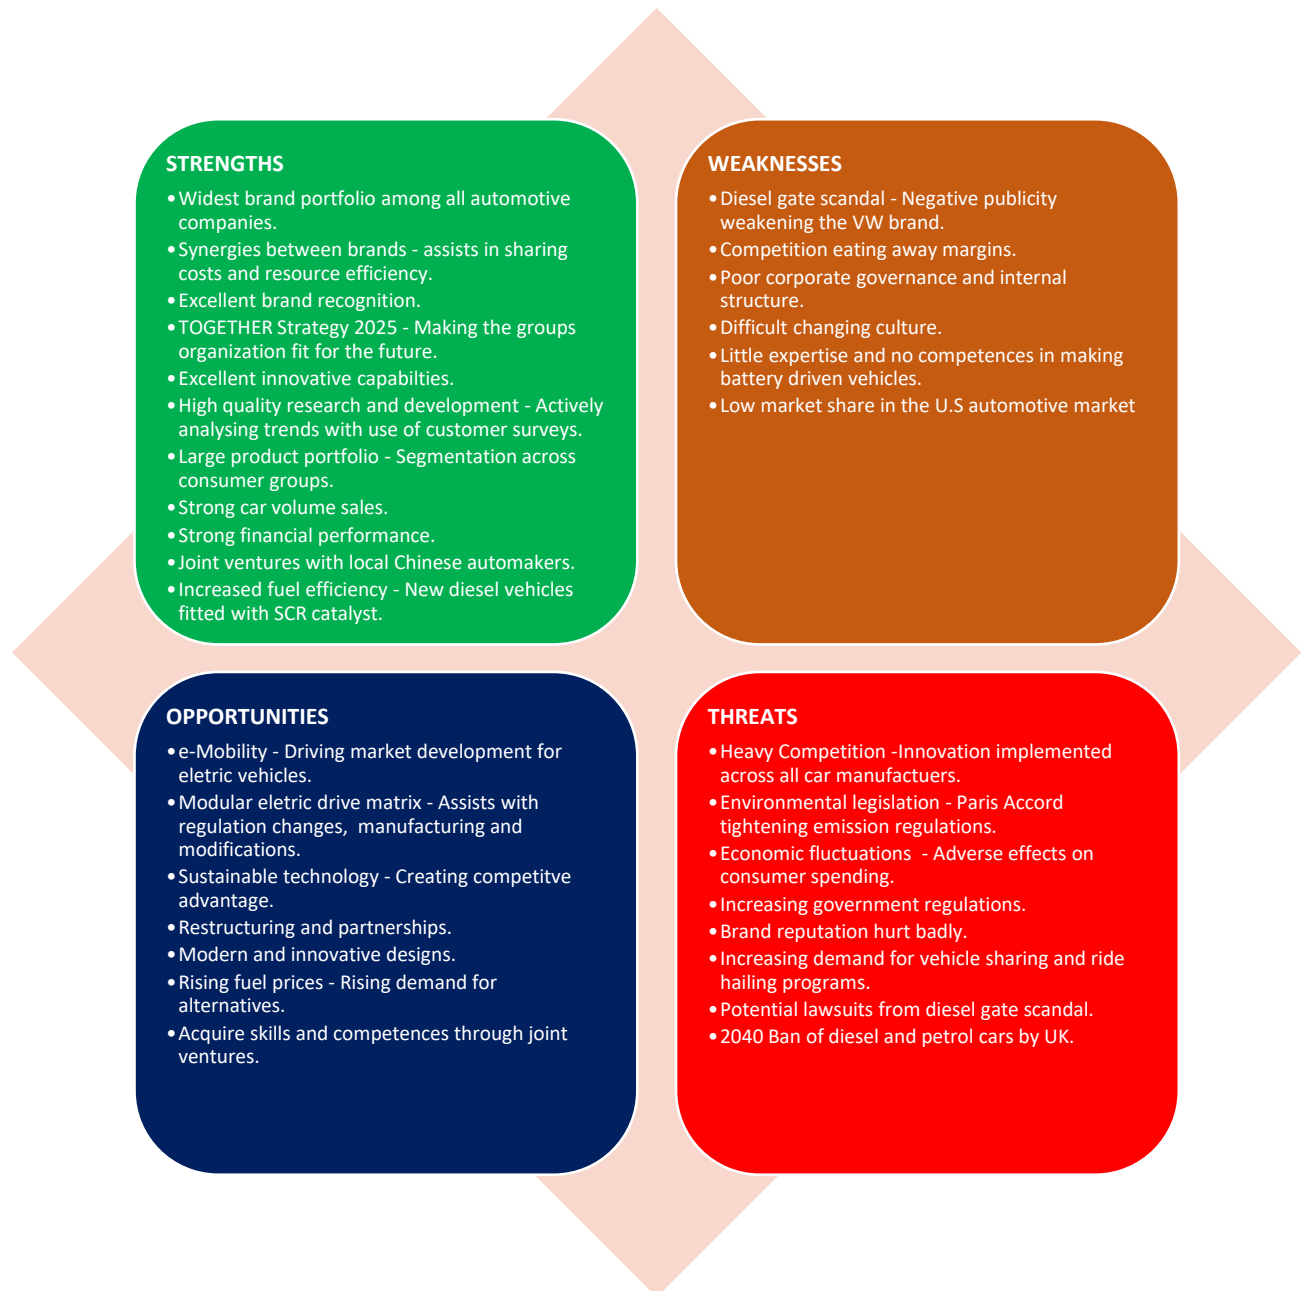 STRENGTHS
•Widest brand portfolio among all automotive
companies.
•Synergies between brands - assists in sharing
costs and resource efficiency.
•Excellent brand recognition.
•TOGETHER Strategy 2025 - Making the groups
organization fit for the future.
•Excellent innovative capabilties.
•High quality research and development - Actively
analysing trends with use of customer surveys.
•Large product portfolio - Segmentation across
consumer groups.
•Strong car volume sales.
•Strong financial performance.
•Joint ventures with local Chinese automakers.
•Increased fuel efficiency - New diesel vehicles
fitted with SCR catalyst.
WEAKNESSES
•Diesel gate scandal - Negative publicity
weakening the VW brand.
•Competition eating away margins.
•Poor corporate governance and internal
structure.
•Difficult changing culture.
•Little expertise and no competences in making
battery driven vehicles.
•Low market share in the U.S automotive market
OPPORTUNITIES
•e-Mobility - Driving market development for
eletric vehicles.
•Modular eletric drive matrix - Assists with
regulation changes,  manufacturing and
modifications.
•Sustainable technology - Creating competitve
advantage.
•Restructuring and partnerships.
•Modern and innovative designs.
•Rising fuel prices - Rising demand for
alternatives.
•Acquire skills and competences through joint
ventures.
THREATS
•Heavy Competition -Innovation implemented
across all car manufactuers.
•Environmental legislation - Paris Accord
tightening emission regulations.
•Economic fluctuations  - Adverse effects on
consumer spending.
•Increasing government regulations.
•Brand reputation hurt badly.
•Increasing demand for vehicle sharing and ride
hailing programs.
•Potential lawsuits from diesel gate scandal.
•2040 Ban of diesel and petrol cars by UK.